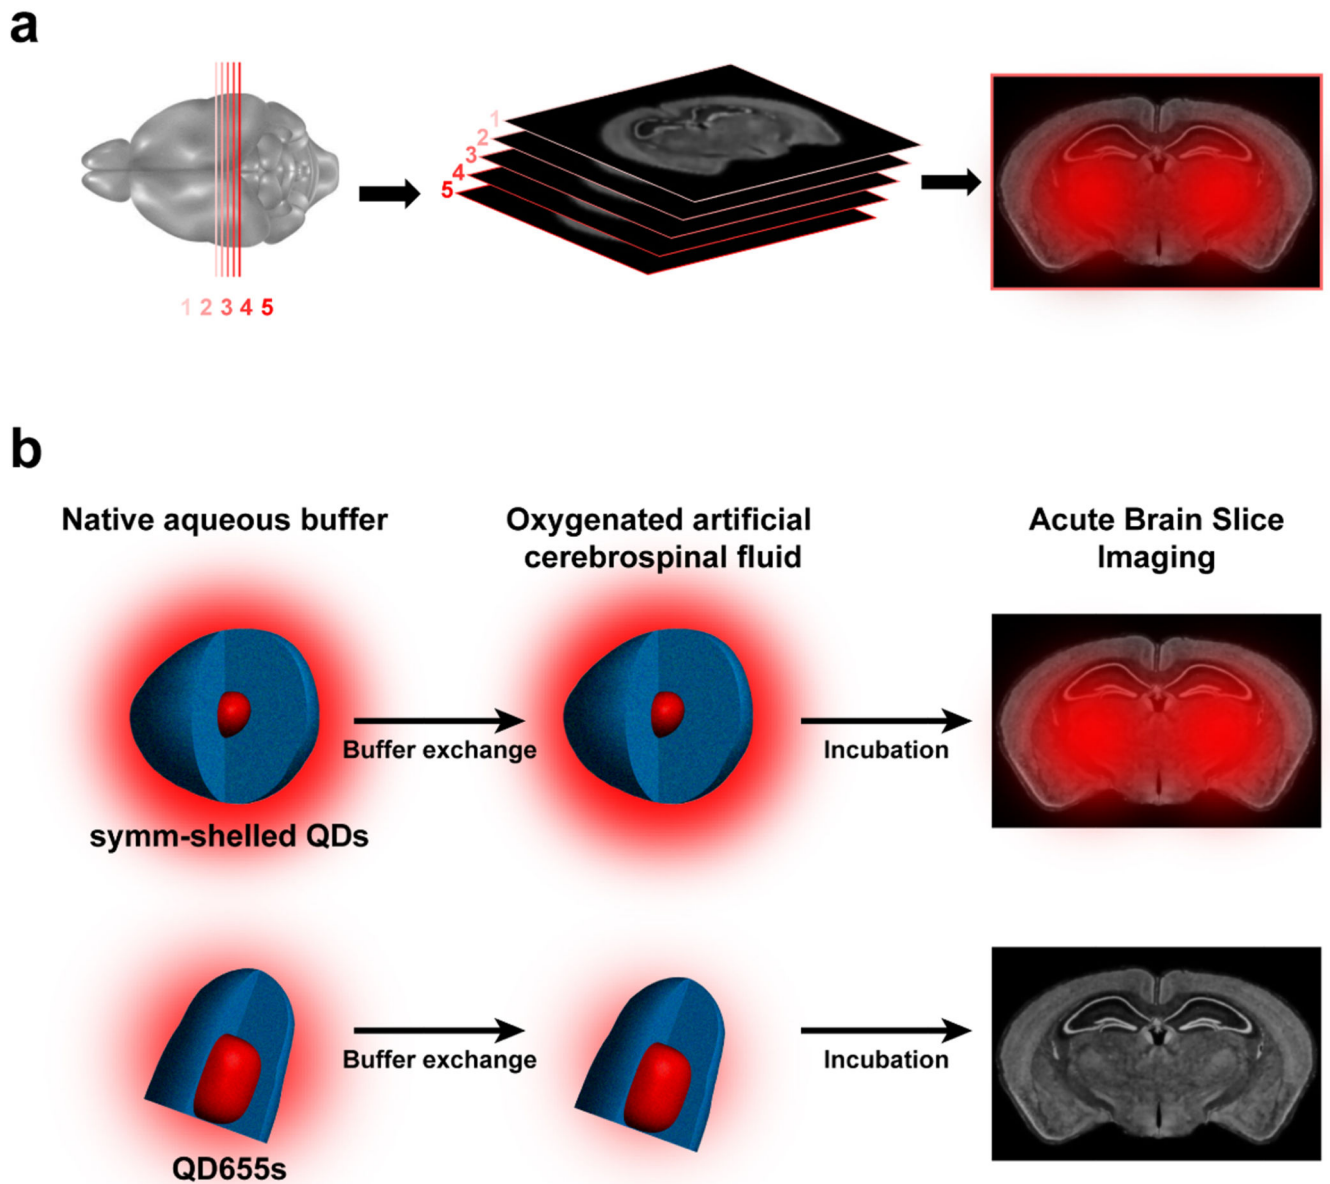 a
1
2
3
4
5
1 2 3 4 5
b
Native aqueous buffer
Oxygenated artificial
cerebrospinal fluid
Acute Brain Slice
Imaging
Buffer exchange
Incubation
symm-shelled QDs
Buffer exchange
Incubation
QD655s